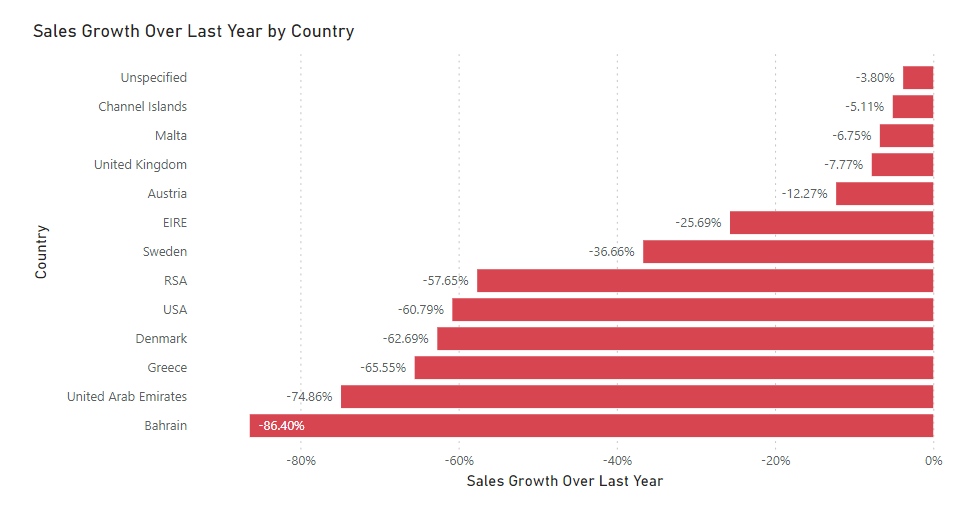 Sales Growth Over Last Year by Country
Country
Unspecified -3.80%
Channel Islands -5.11%
Malta -6.75%
United Kingdom -7.77%
Austria -12.27%
EIRE -25.69%
Sweden -36.66%
RSA -57.65%
USA -60.79%
Denmark -62.69%
Greece -65.55%
United Arab Emirates -74.86%
Bahrain -86.40%
-80% -60% -40% -20% 0%
Sales Growth Over Last Year